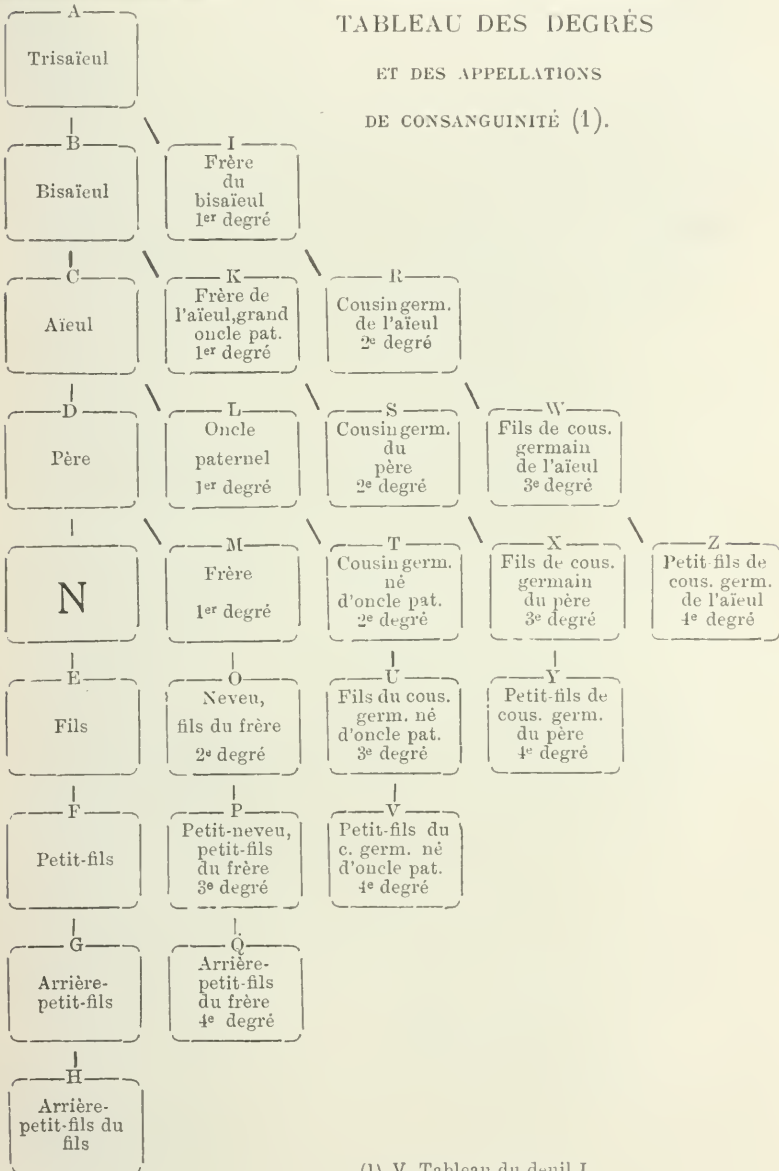 TABLEAU DES DEGRÉS
ET DES APPELLATIONS
DE CONSANGUINITÉ (1).
A
Trisaïeul
B
Bisaïeul
I
Frère
du
bisaïeul
1er degré
C
Aïeul
K
Frère de
l'aïeul, grand
oncle pat.
1er degré
R
Cousin germ.
de l'aïeul
2e degré
D
Père
L
Oncle
paternel
1er degré
S
Cousin germ.
du
père
2e degré
W
Fils de cous.
germain
de l'aïeul
3e degré
N
M
Frère
1er degré
T
Cousin germ.
né
d'oncle pat.
2e degré
X
Fils de cous.
germain
du père
3e degré
Z
Petit-fils de
cous. germ.
de l'aïeul
4e degré
E
Fils
O
Neveu,
fils du frère
2e degré
U
Fils du cous.
germ. né
d'oncle pat.
3e degré
Y
Petit-fils de
cous. germ.
du père
4e degré
F
Petit-fils
P
Petit-neveu,
petit-fils
du frère
3e degré
V
Petit-fils du
c. germ. né
d'oncle pat.
4e degré
G
Arrière-
petit-fils
Q
Arrière-
petit-fils
du frère
4e degré
H
Arrière-
petit-fils du
fils
(1) V. Tableau du deuil I.